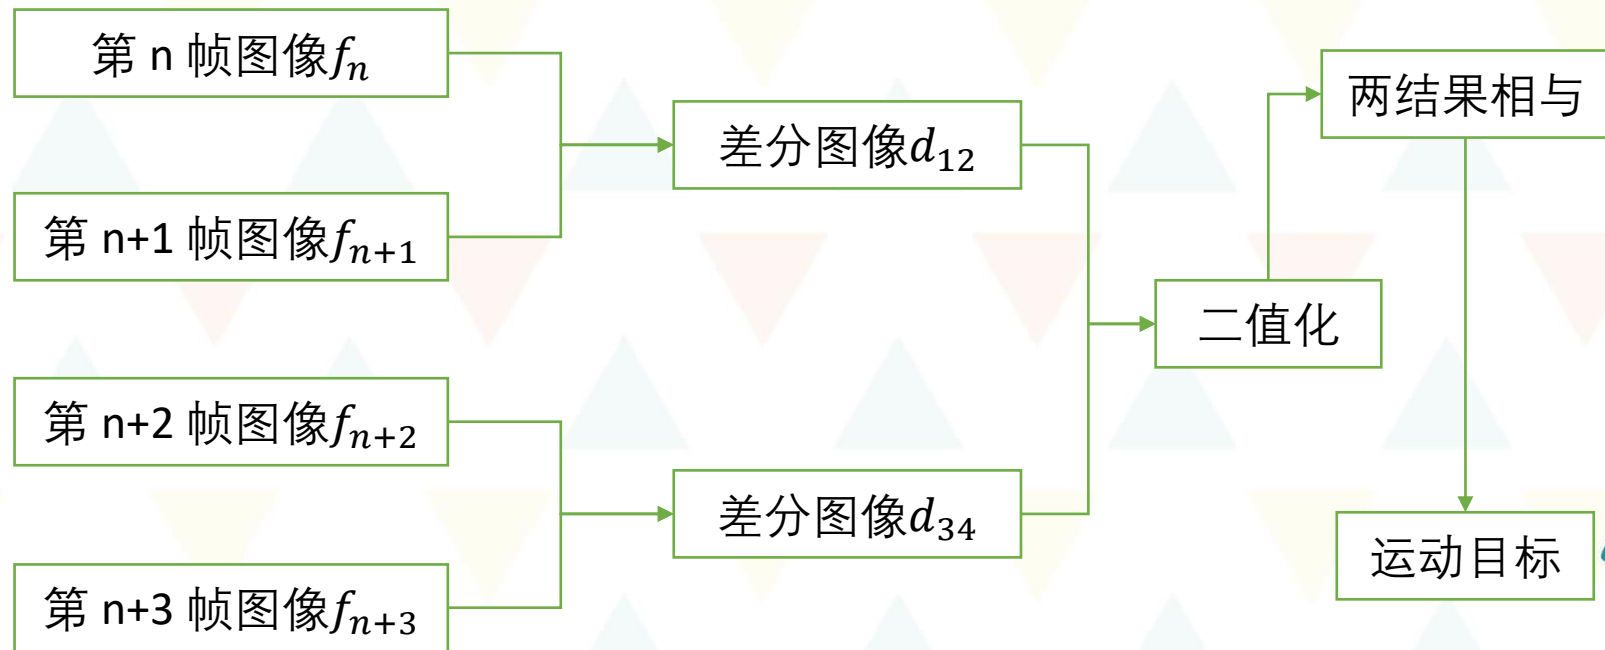 第 n 帧图像fₙ
第 n+1 帧图像fₙ₊₁
第 n+2 帧图像fₙ₊₂
第 n+3 帧图像fₙ₊₃
差分图像d₁₂
差分图像d₃₄
二值化
两结果相与
运动目标